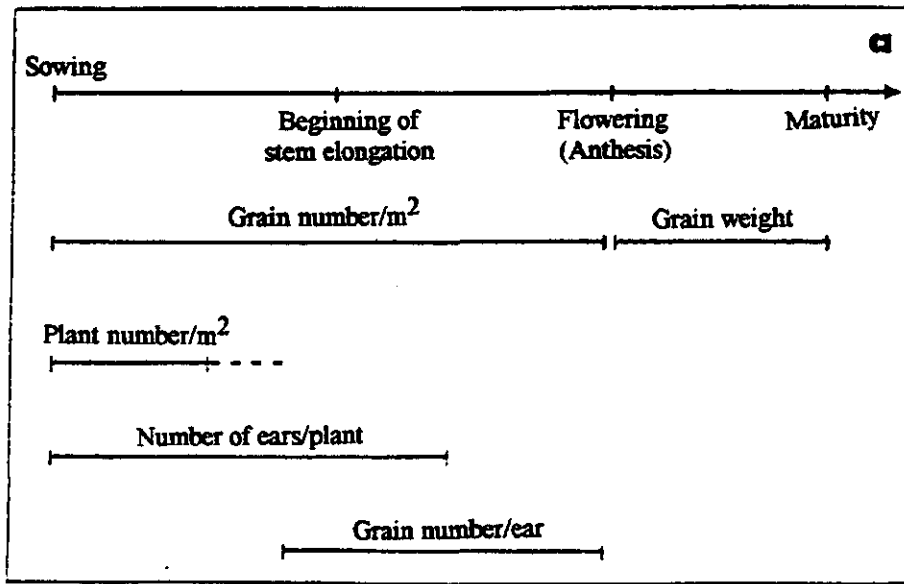 a
Sowing
Beginning of
stem elongation
Flowering
(Anthesis)
Maturity
Grain number/m²
Grain weight
Plant number/m²
Number of ears/plant
Grain number/ear